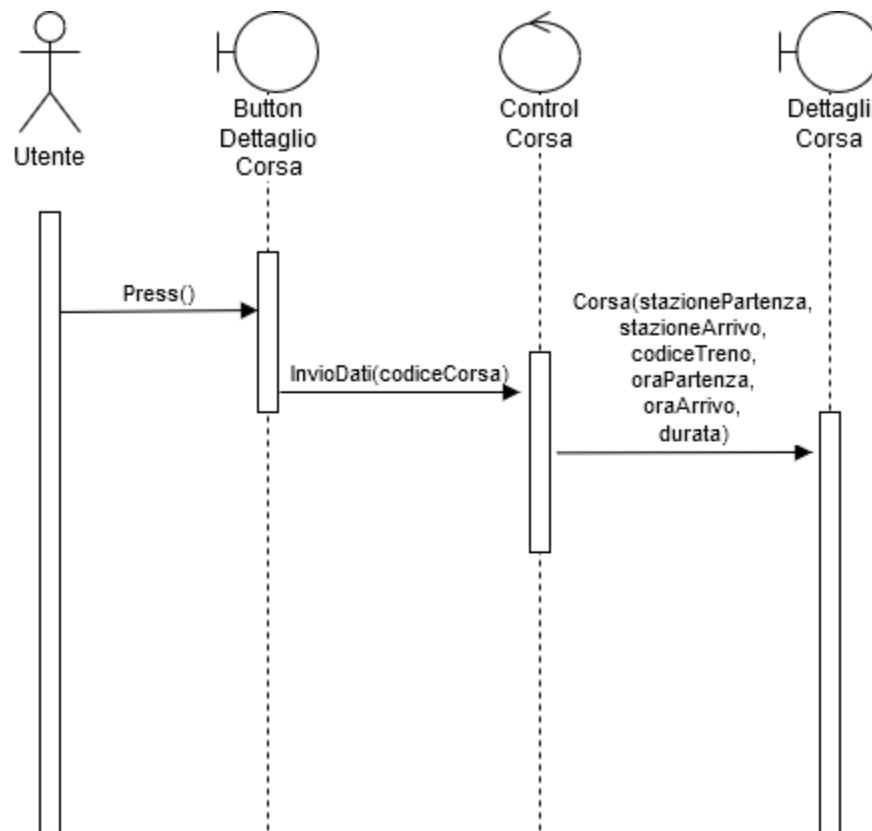 Utente
Button
Dettaglio
Corsa
Control
Corsa
Dettagli
Corsa
Press()
InvioDati(codiceCorsa)
Corsa(stazionePartenza,
stazioneArrivo,
codiceTreno,
oraPartenza,
oraArrivo,
durata)